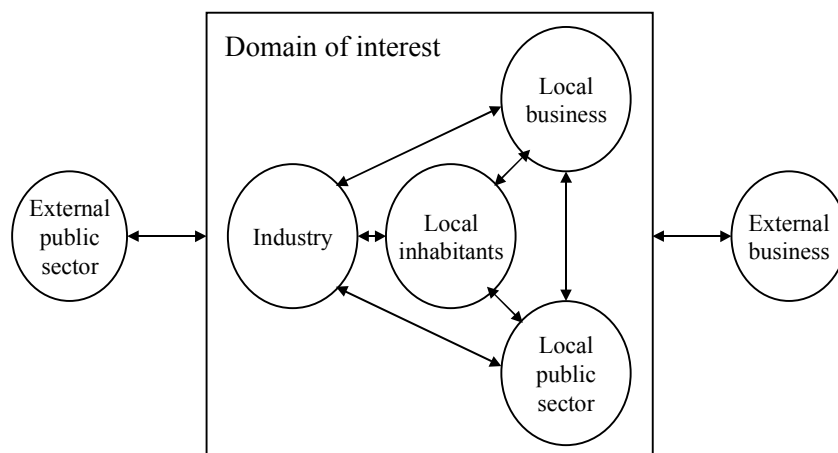 Domain of interest
Local
business
External
public
sector
Industry
Local
inhabitants
External
business
Local
public
sector